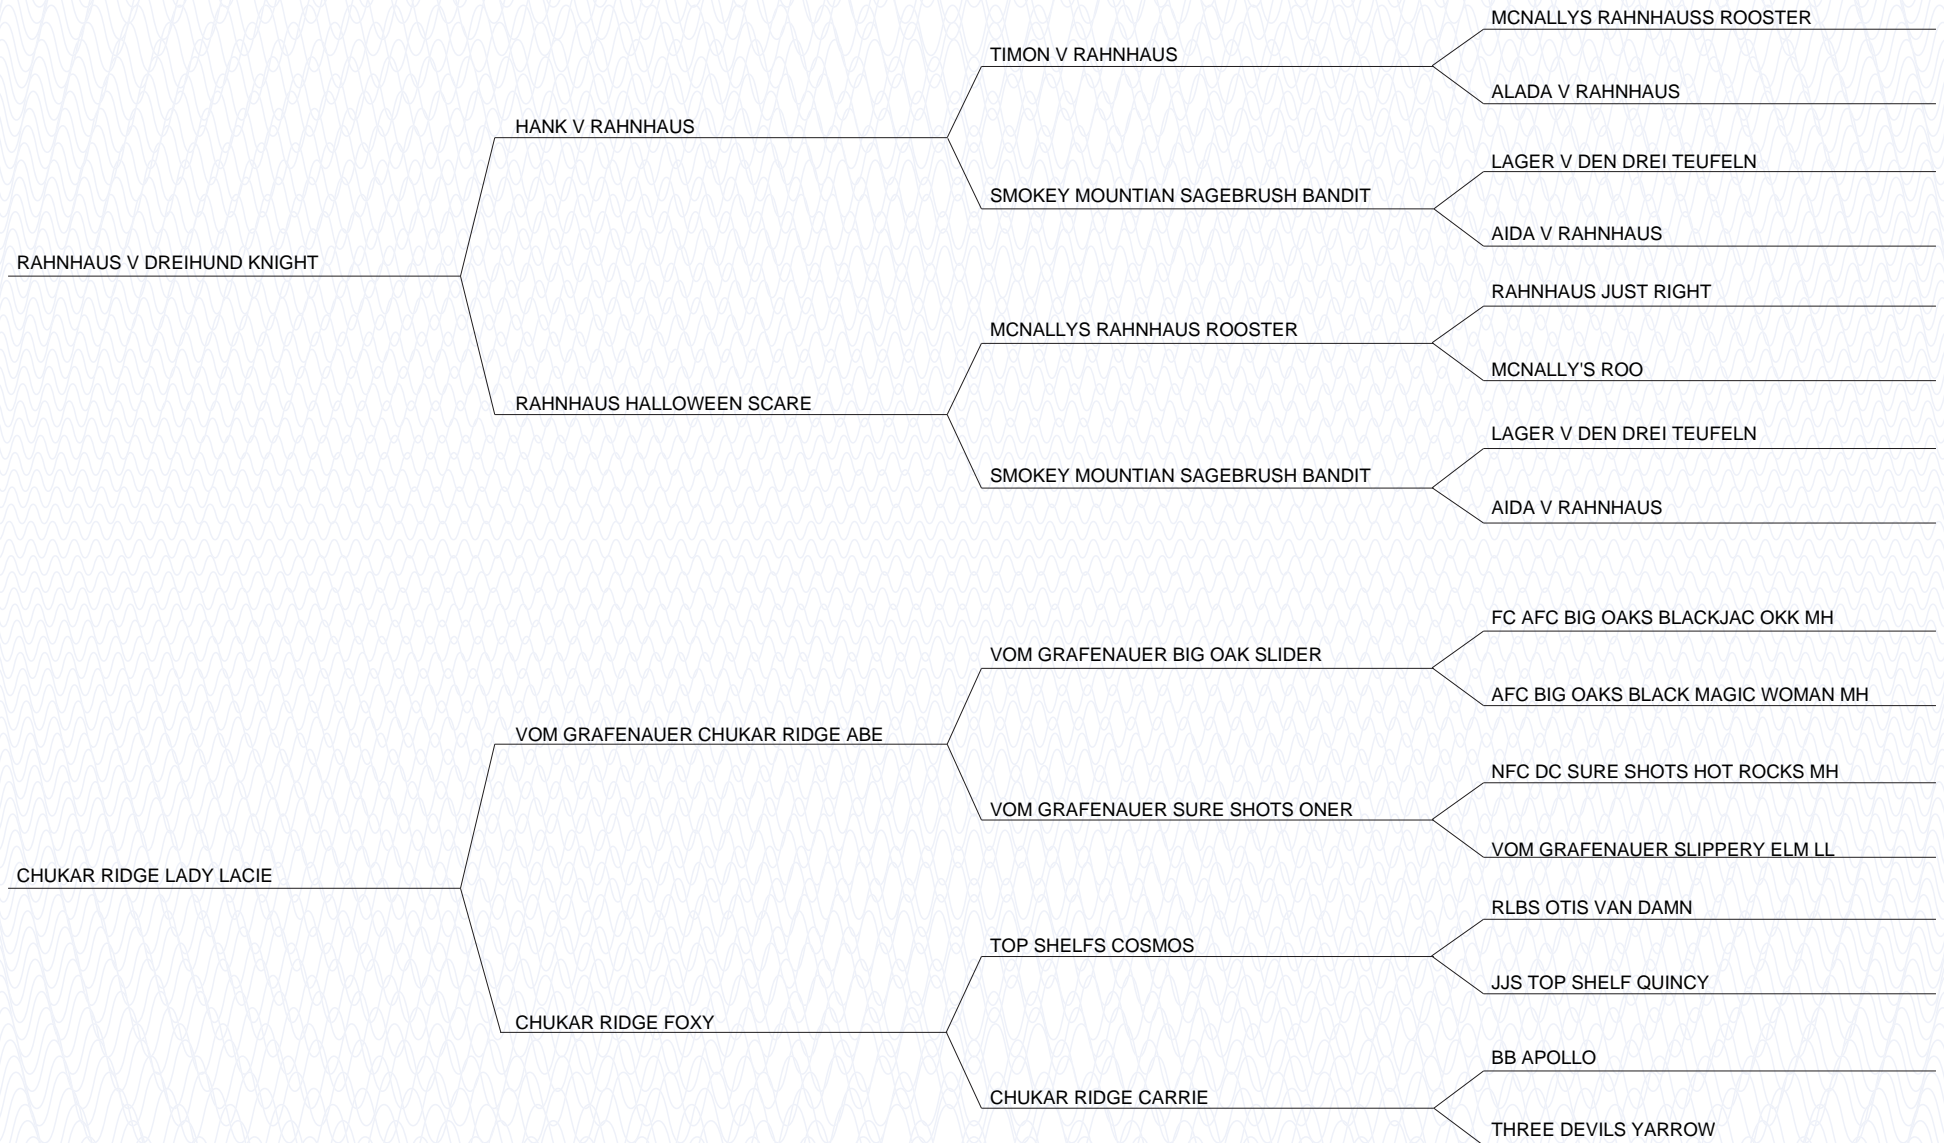 MCNALLYS RAHNHAUSS ROOSTER
TIMON V RAHNHAUS
ALADA V RAHNHAUS
HANK V RAHNHAUS
LAGER V DEN DREI TEUFELN
SMOKEY MOUNTIAN SAGEBRUSH BANDIT
AIDA V RAHNHAUS
RAHNHAUS V DREIHUND KNIGHT
RAHNHAUS JUST RIGHT
MCNALLYS RAHNHAUS ROOSTER
MCNALLY'S ROO
RAHNHAUS HALLOWEEN SCARE
LAGER V DEN DREI TEUFELN
SMOKEY MOUNTIAN SAGEBRUSH BANDIT
AIDA V RAHNHAUS
FC AFC BIG OAKS BLACKJAC OKK MH
VOM GRAFENAUER BIG OAK SLIDER
AFC BIG OAKS BLACK MAGIC WOMAN MH
VOM GRAFENAUER CHUKAR RIDGE ABE
NFC DC SURE SHOTS HOT ROCKS MH
VOM GRAFENAUER SURE SHOTS ONER
VOM GRAFENAUER SLIPPERY ELM LL
CHUKAR RIDGE LADY LACIE
RLBS OTIS VAN DAMN
TOP SHELFS COSMOS
JJS TOP SHELF QUINCY
CHUKAR RIDGE FOXY
BB APOLLO
CHUKAR RIDGE CARRIE
THREE DEVILS YARROW